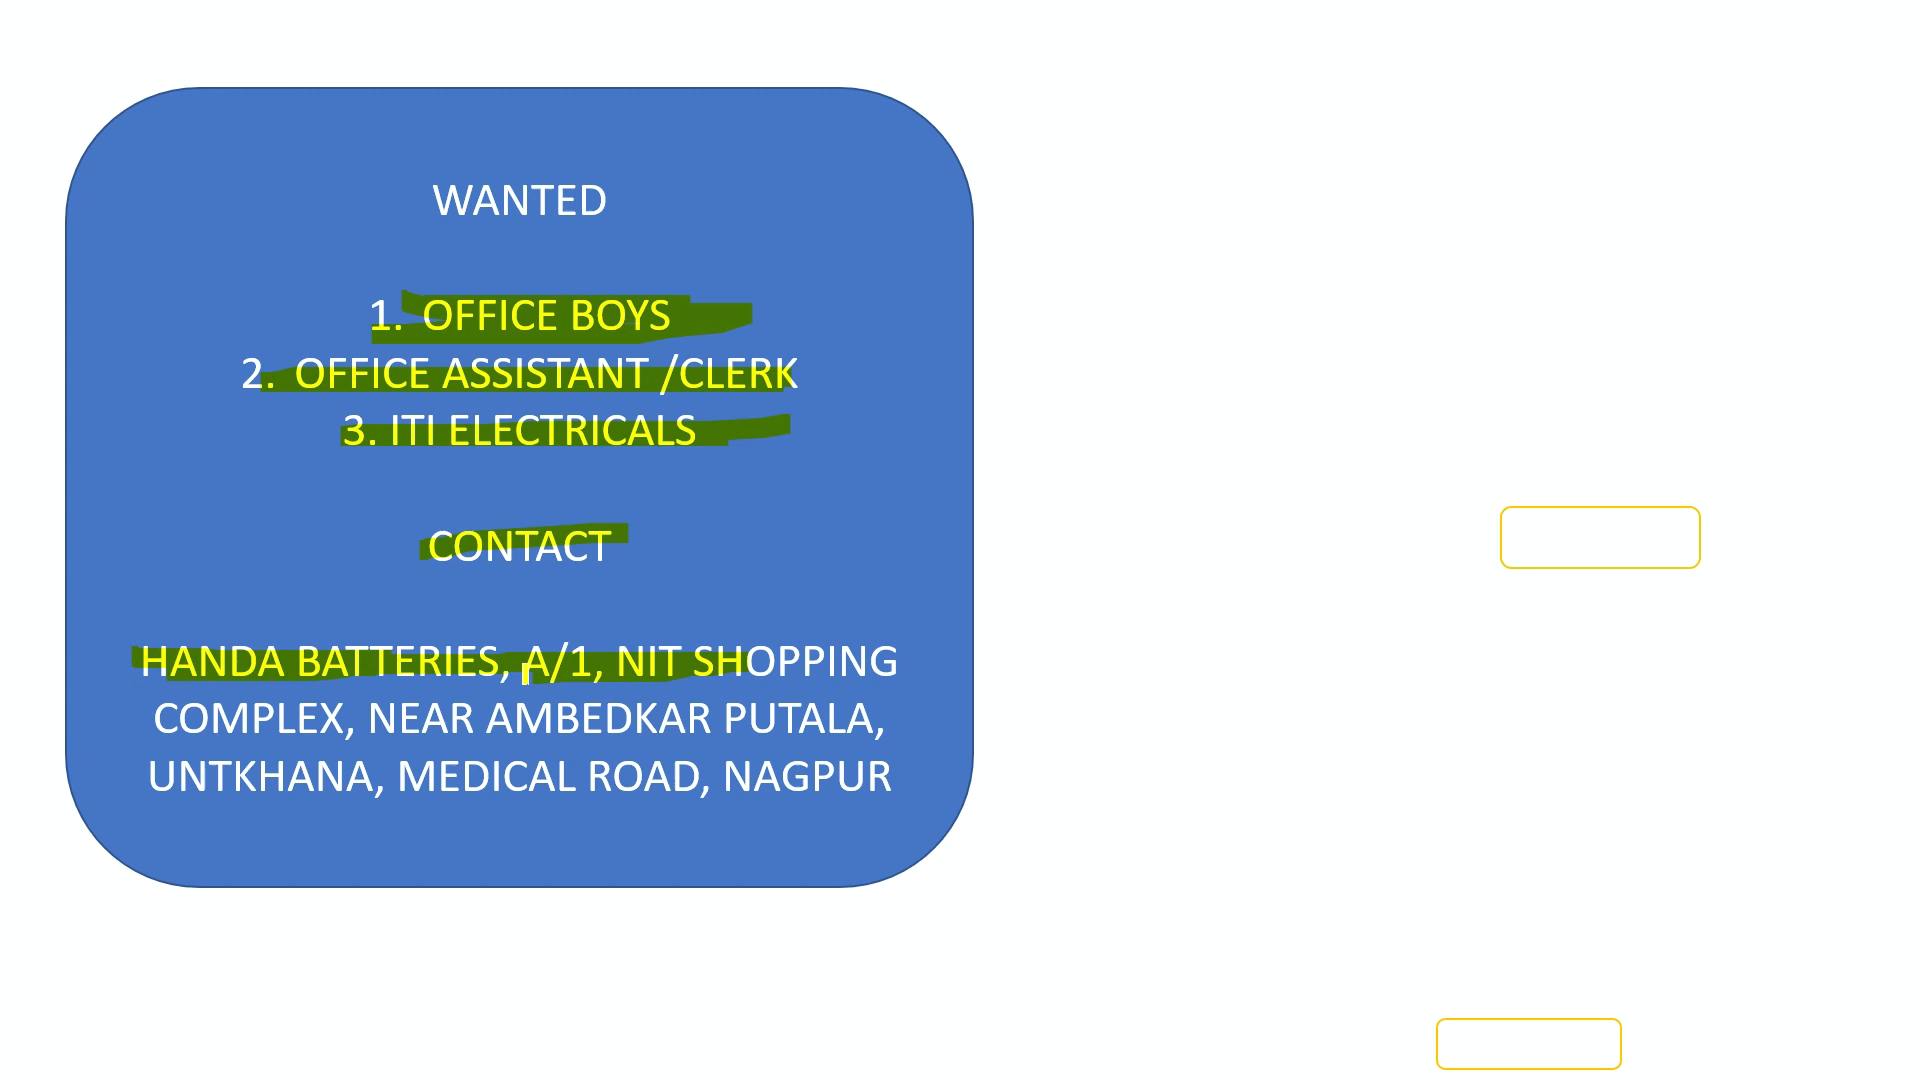 WANTED
1. OFFICE BOYS
2. OFFICE ASSISTANT /CLERK
3. ITI ELECTRICALS
CONTACT
HANDA BATTERIES, A/1, NIT SHOPPING
COMPLEX, NEAR AMBEDKAR PUTALA,
UNTKHANA, MEDICAL ROAD, NAGPUR